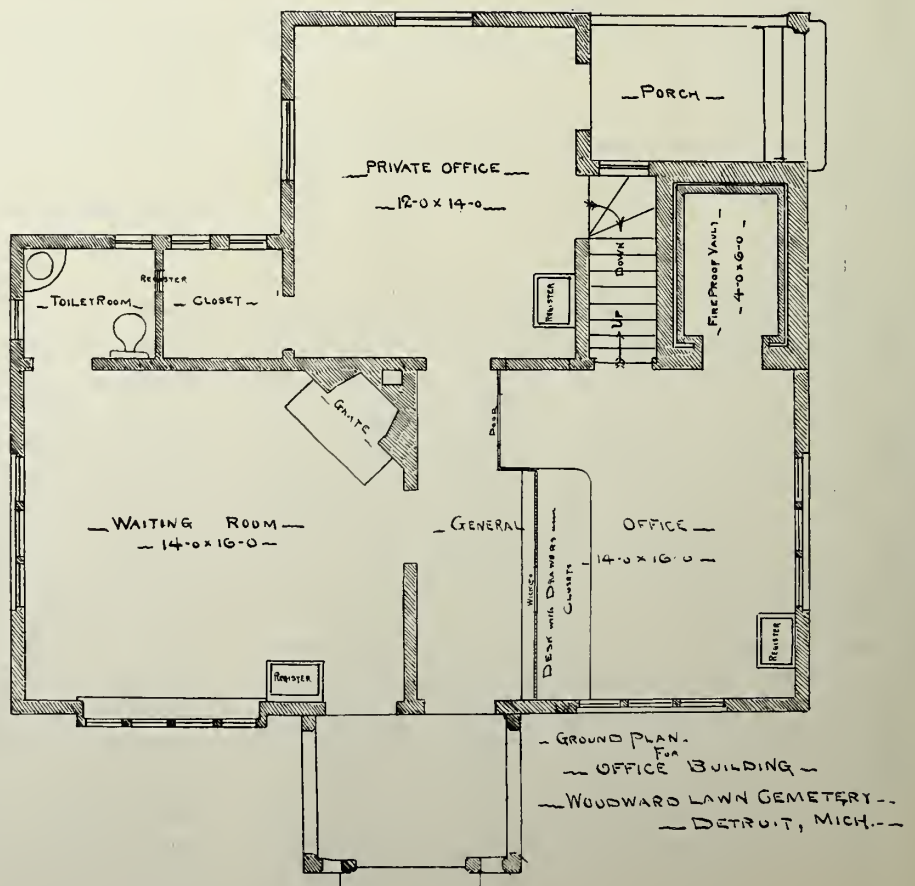 PORCH
PRIVATE OFFICE
12-0 x 14-0
DOWN
UP
FIRE PROOF VAULT
4-0 x 6-0
REGISTER
TOILET ROOM
CLOSET
REGISTER
GRATE
DOOR
WAITING ROOM
14-0 x 16-0
GENERAL OFFICE
14-0 x 16-0
DESK WITH DRAWERS
CLOSETS
REGISTER
REGISTER
GROUND PLAN
FOR
OFFICE BUILDING
WOODWARD LAWN CEMETERY
DETROIT, MICH.